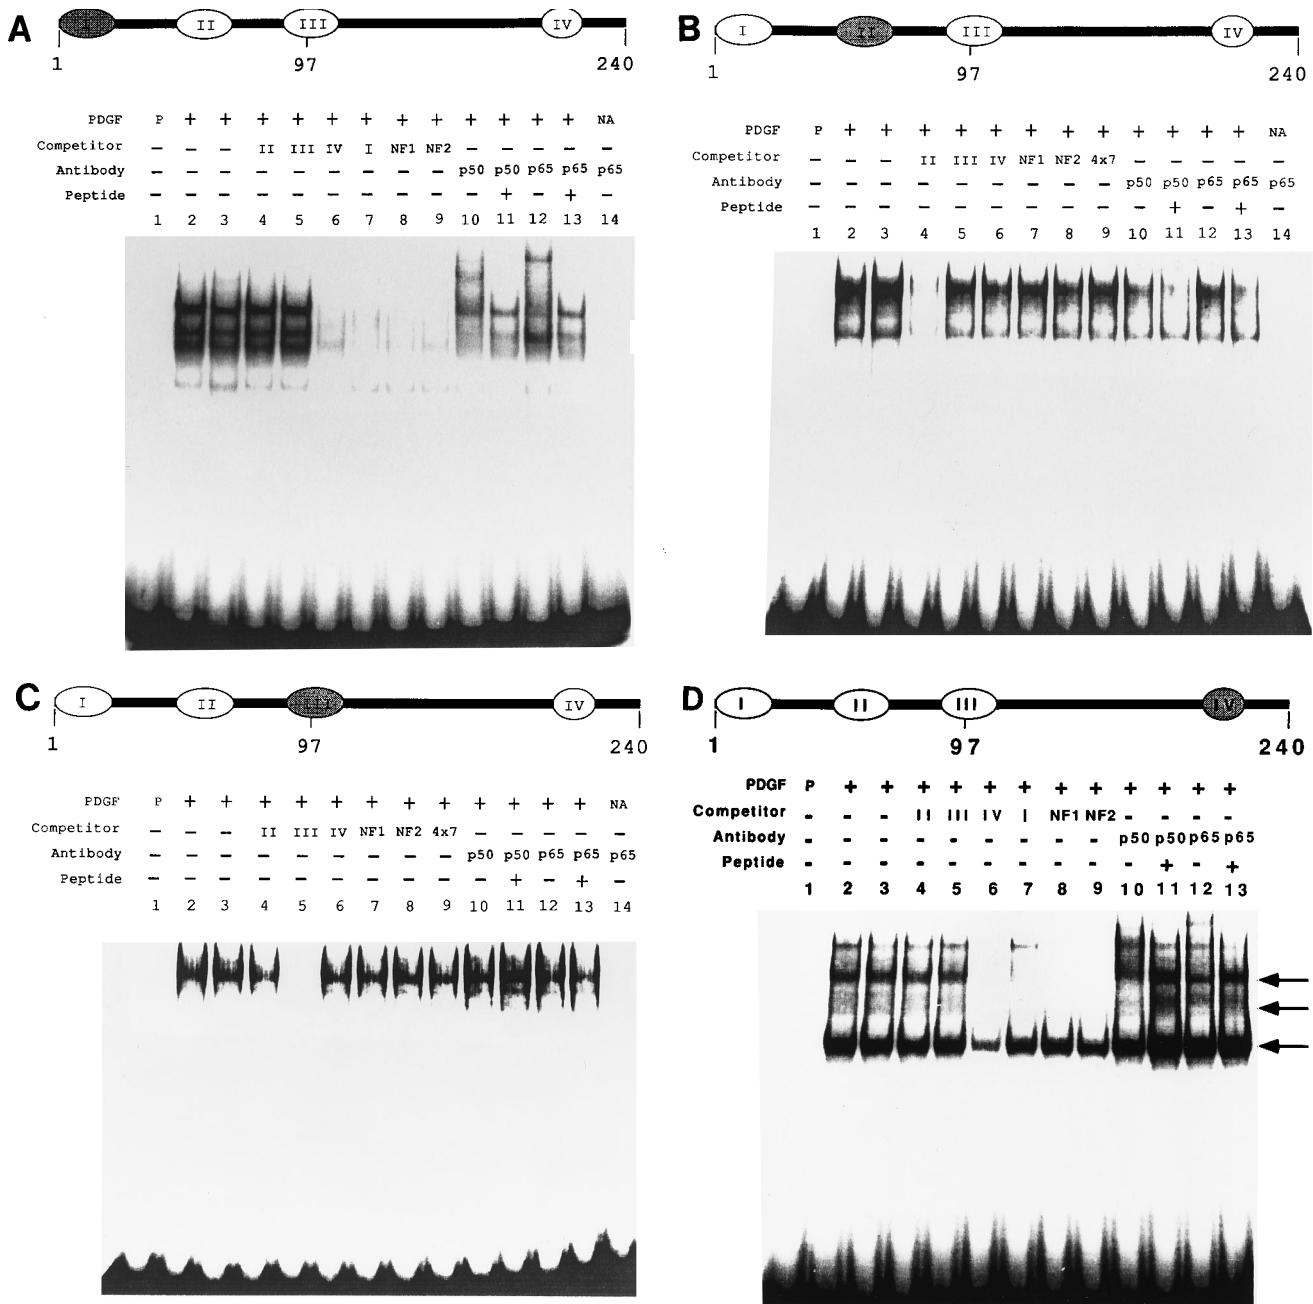 A
I II III IV
1 97 240
PDGF P + + + + + + + + + + + + NA
Competitor – – – II III IV I NF1 NF2 – – – – –
Antibody – – – – – – – – – p50 p50 p65 p65 p65
Peptide – – – – – – – – – – + – + –
1 2 3 4 5 6 7 8 9 10 11 12 13 14
B
I II III IV
1 97 240
PDGF P + + + + + + + + + + + + NA
Competitor – – – II III IV NF1 NF2 4x7 – – – – –
Antibody – – – – – – – – – p50 p50 p65 p65 p65
Peptide – – – – – – – – – – + – + –
1 2 3 4 5 6 7 8 9 10 11 12 13 14
C
I II III IV
1 97 240
PDGF P + + + + + + + + + + + + NA
Competitor – – – II III IV NF1 NF2 4x7 – – – – –
Antibody – – – – – – – – – p50 p50 p65 p65 p65
Peptide – – – – – – – – – – + – + –
1 2 3 4 5 6 7 8 9 10 11 12 13 14
D
I II III IV
1 97 240
PDGF P + + + + + + + + + + + +
Competitor - - - II III IV I NF1 NF2 - - - -
Antibody - - - - - - - - - p50 p50 p65 p65
Peptide - - - - - - - - - - + - +
1 2 3 4 5 6 7 8 9 10 11 12 13